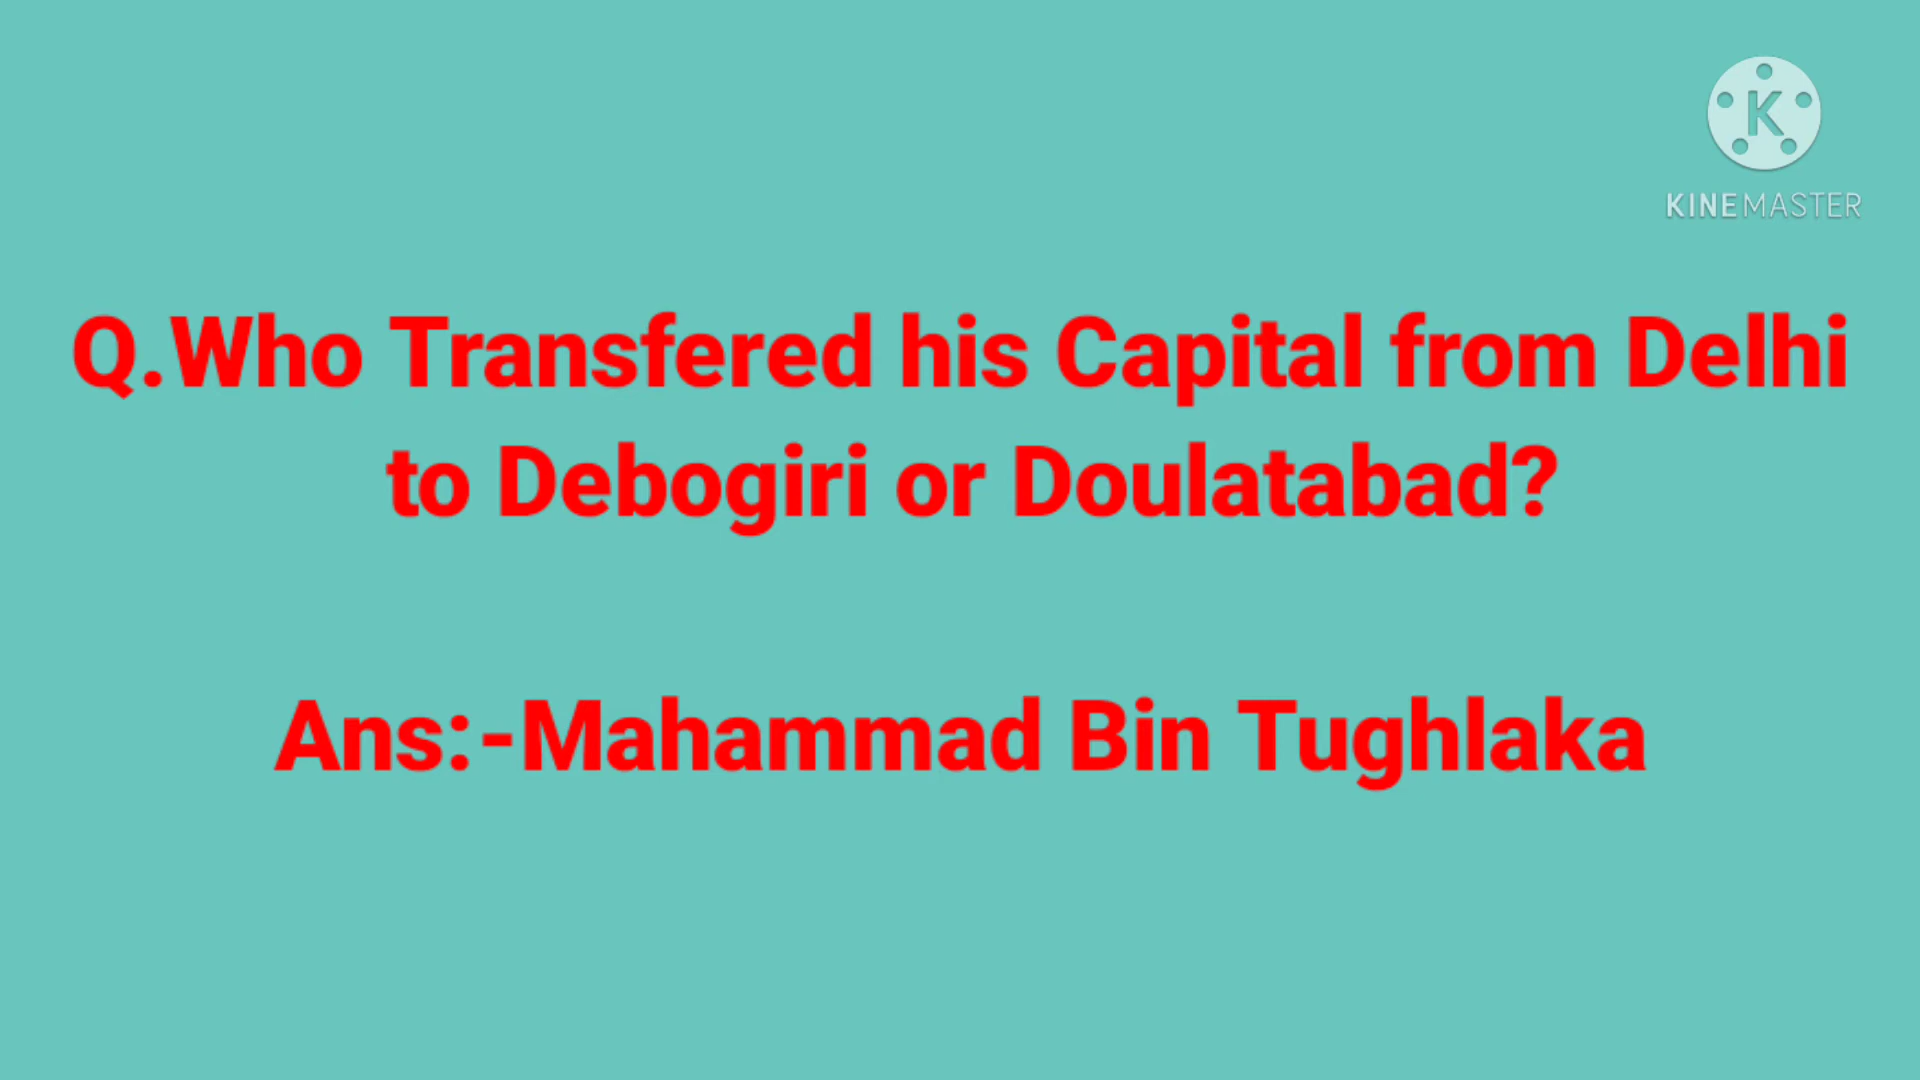 KINEMASTER
Q.Who Transfered his Capital from Delhi
to Debogiri or Doulatabad?
Ans:-Mahammad Bin Tughlaka